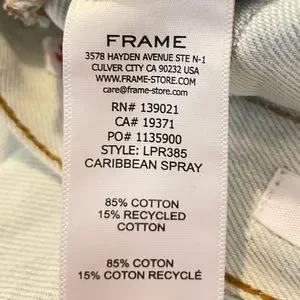 FRAME
3578 HAYDEN AVENUE STE N-1
CULVER CITY CA 90232 USA
WWW.FRAME-STORE.COM
care@frame-store.com
RN# 139021
CA# 19371
PO# 1135900
STYLE: LPR385
CARIBBEAN SPRAY
85% COTTON
15% RECYCLED
COTTON
85% COTON
15% COTON RECYCLÉ